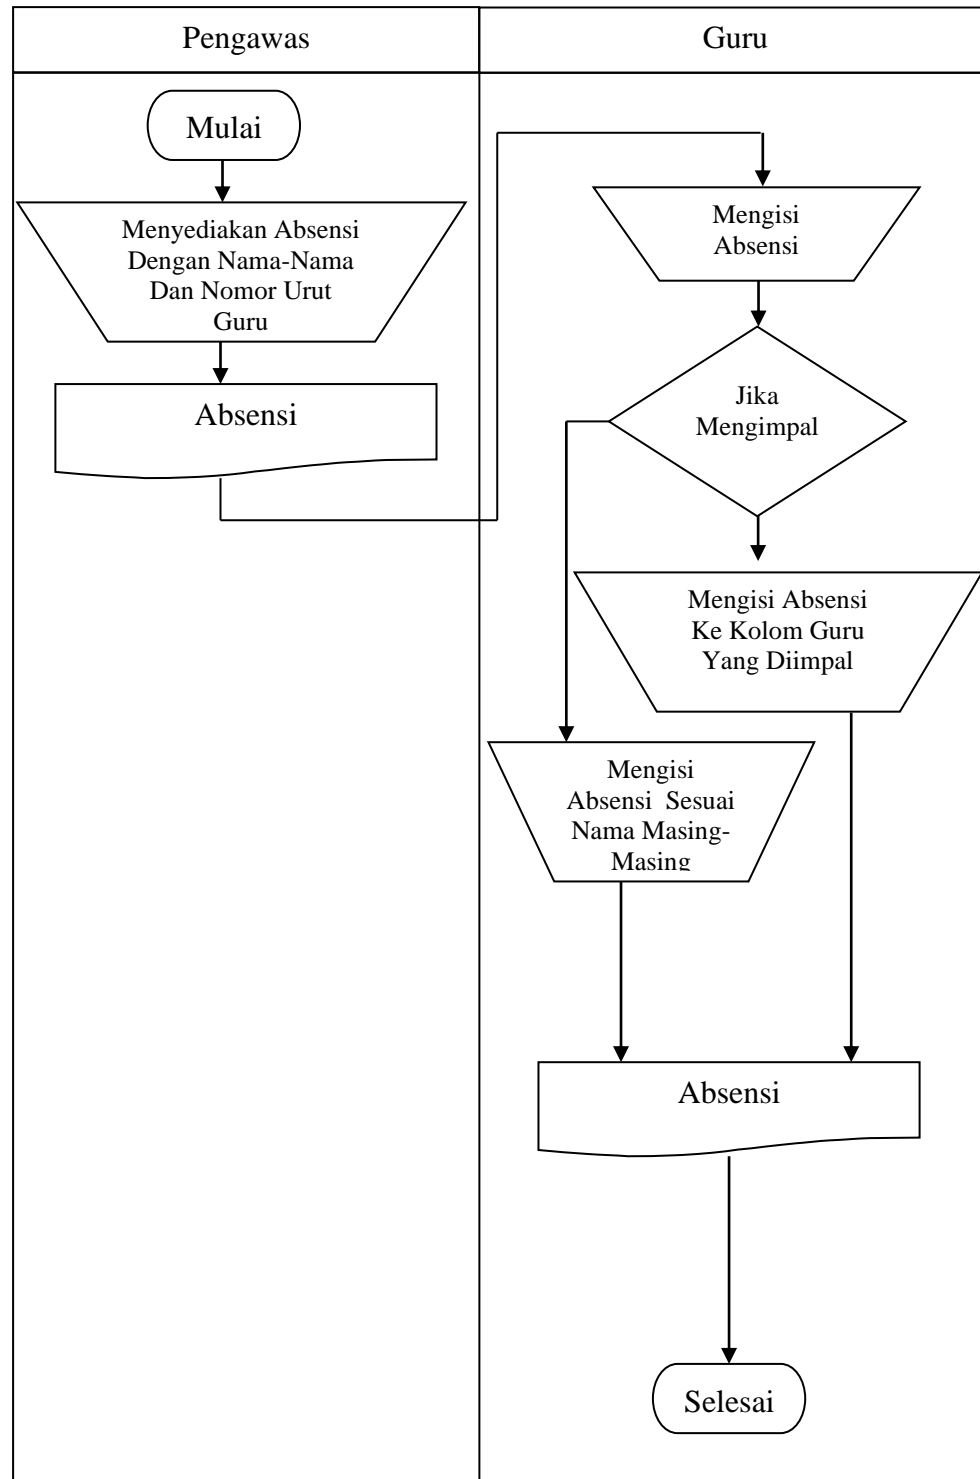 Pengawas
Guru
Mulai
Menyediakan Absensi
Dengan Nama-Nama
Dan Nomor Urut
Guru
Absensi
Mengisi
Absensi
Jika
Mengimpal
Mengisi Absensi
Ke Kolom Guru
Yang Diimpal
Mengisi
Absensi  Sesuai
Nama Masing-
Masing
Absensi
Selesai